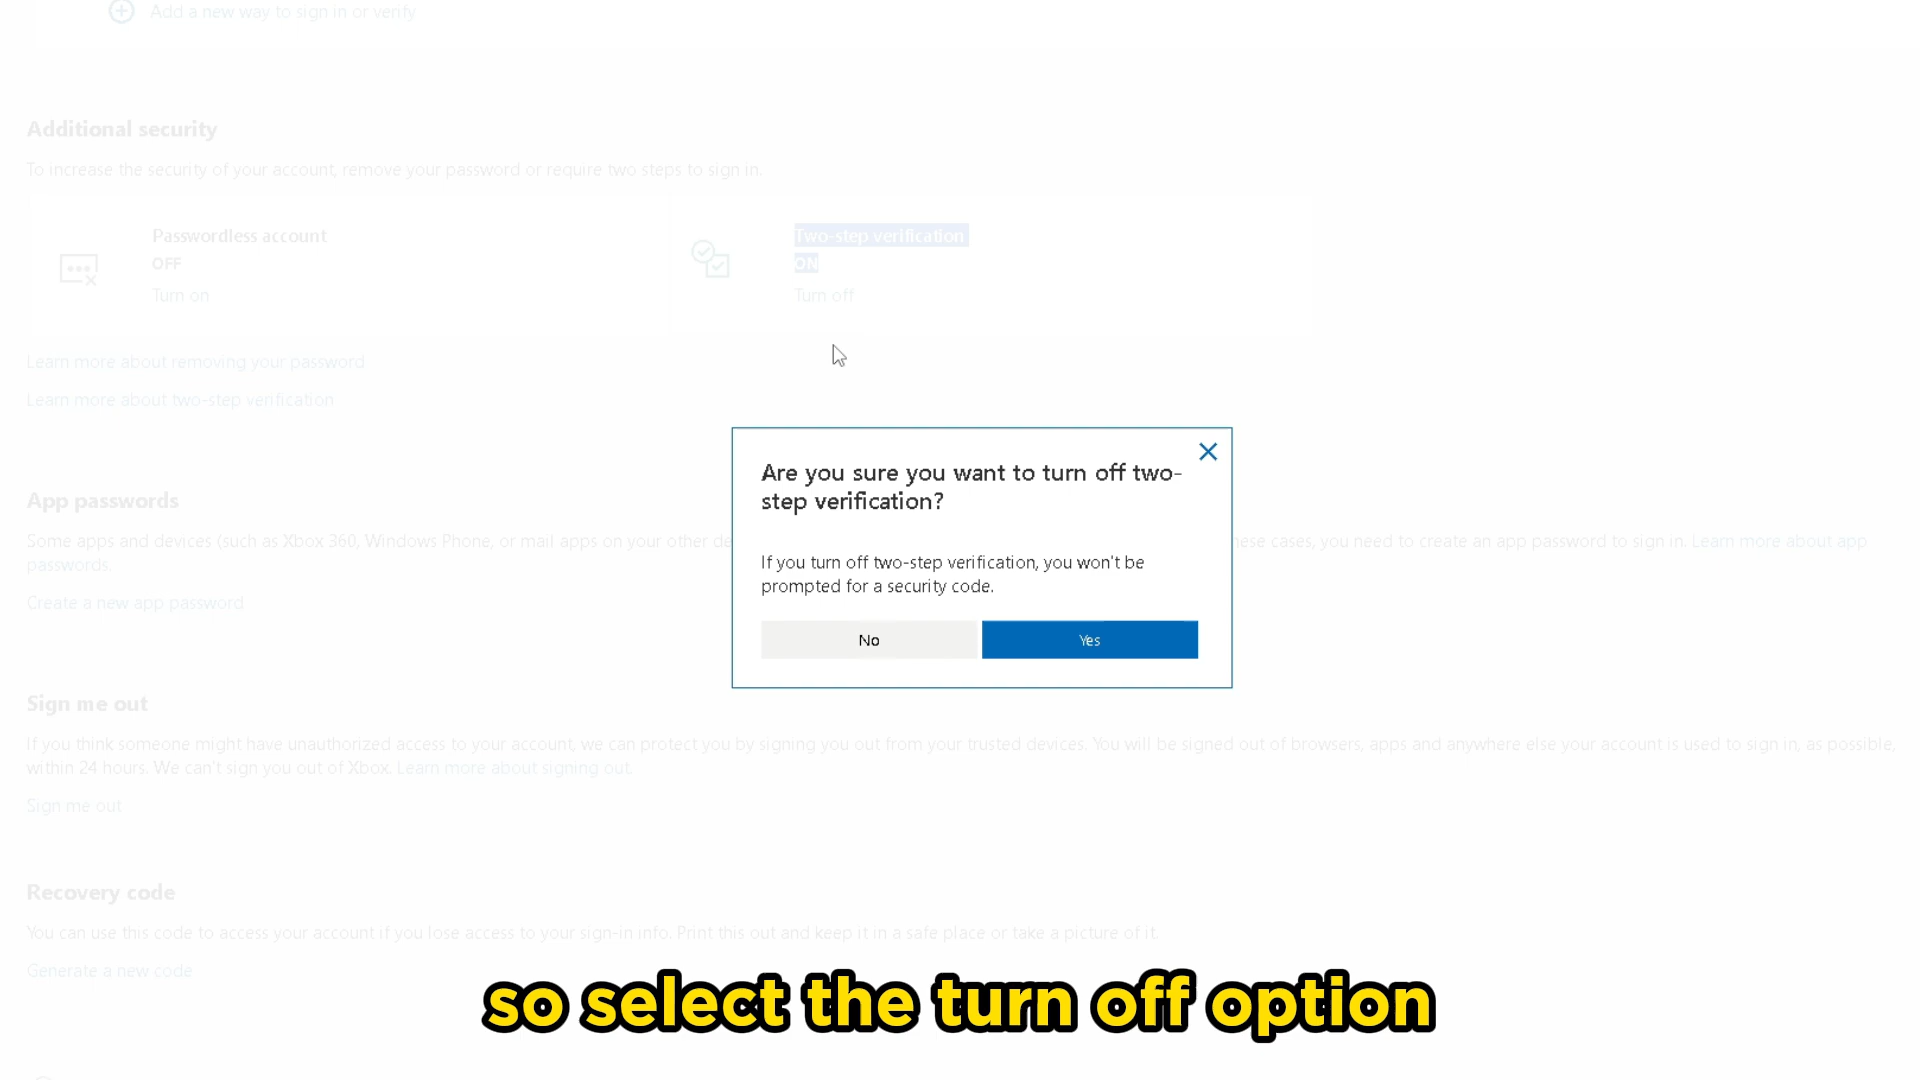 Add a new way to sign in or verify
Additional security
To increase the security of your account, remove your password or require two steps to sign in.
Passwordless account
OFF
Turn on
Two-step verification
ON
Turn off
Learn more about removing your password
Learn more about two-step verification
Are you sure you want to turn off two-
step verification?
If you turn off two-step verification, you won't be
prompted for a security code.
No
Yes
App passwords
Some apps and devices (such as Xbox 360, Windows Phone, or mail apps on your other de
hese cases, you need to create an app password to sign in. Learn more about app
passwords.
Create a new app password
Sign me out
If you think someone might have unauthorized access to your account, we can protect you by signing you out from your trusted devices. You will be signed out of browsers, apps and anywhere else your account is used to sign in, as possible,
within 24 hours. We can't sign you out of Xbox. Learn more about signing out.
Sign me out
Recovery code
You can use this code to access your account if you lose access to your sign-in info. Print this out and keep it in a safe place or take a picture of it.
Generate a new code
so select the turn off option